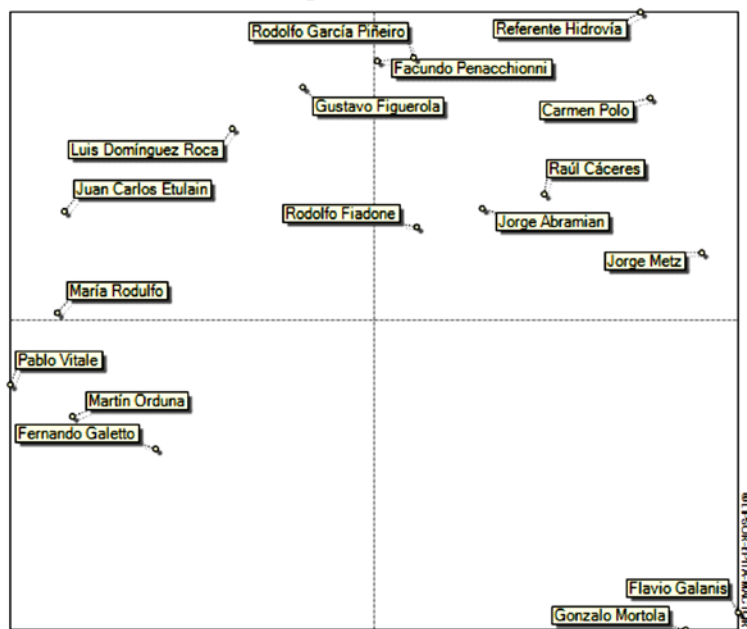 Rodolfo García Piñeiro
Referente Hidrovía
Facundo Penacchionni
Gustavo Figuerola
Carmen Polo
Luis Domínguez Roca
Raúl Cáceres
Juan Carlos Etulain
Rodolfo Fiadone
Jorge Abramian
Jorge Metz
María Rodulfo
Pablo Vitale
Martín Orduna
Fernando Galetto
Flavio Galanis
Gonzalo Mortola